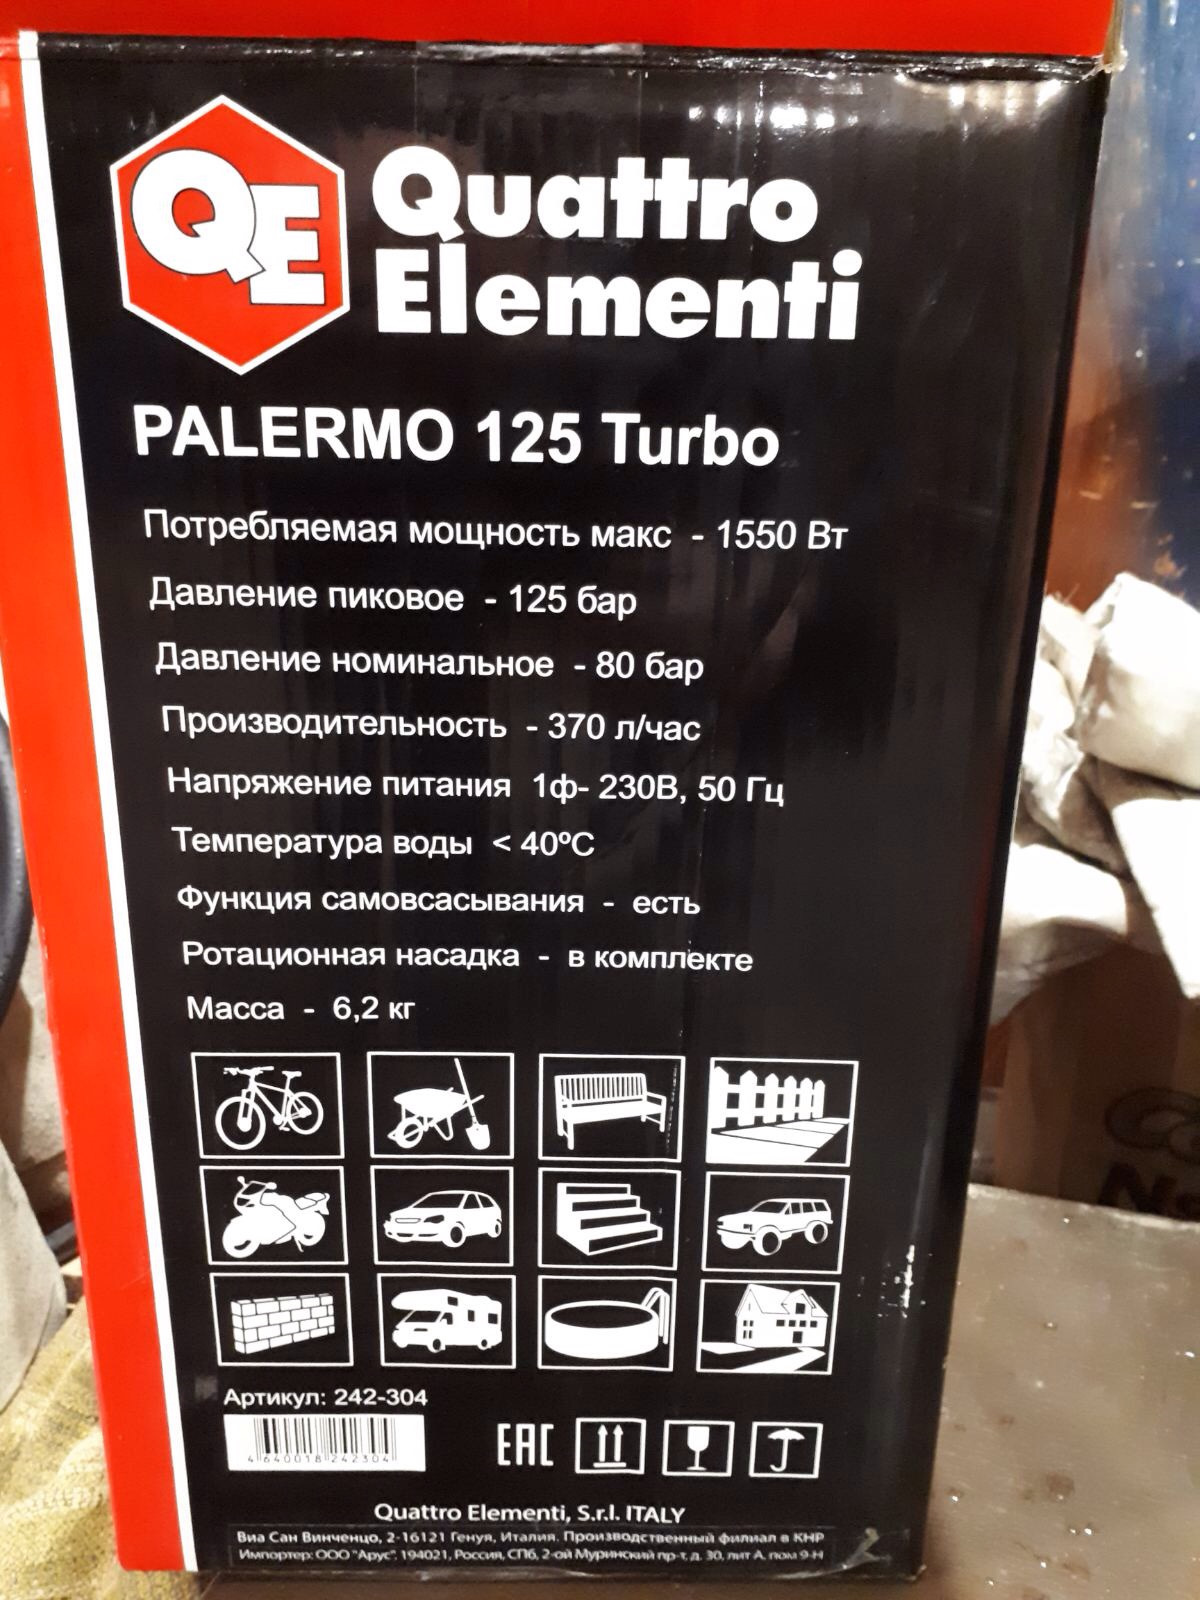 QE
Quattro
Elementi
PALERMO 125 Turbo
Потребляемая мощность макс - 1550 Вт
Давление пиковое - 125 бар
Давление номинальное - 80 бар
Производительность - 370 л/час
Напряжение питания 1ф- 230В, 50 Гц
Температура воды < 40ºC
Функция самовсасывания - есть
Ротационная насадка - в комплекте
Масса - 6,2 кг
Артикул: 242-304
4 640018 242304
EAC
Quattro Elementi, S.r.l. ITALY
Виа Сан Винченцо, 2-16121 Генуя, Италия. Производственный филиал в КНР
Импортер: ООО "Арус", 194021, Россия, СПб, 2-ой Муринский пр-т, д. 30, лит А, пом 9-Н